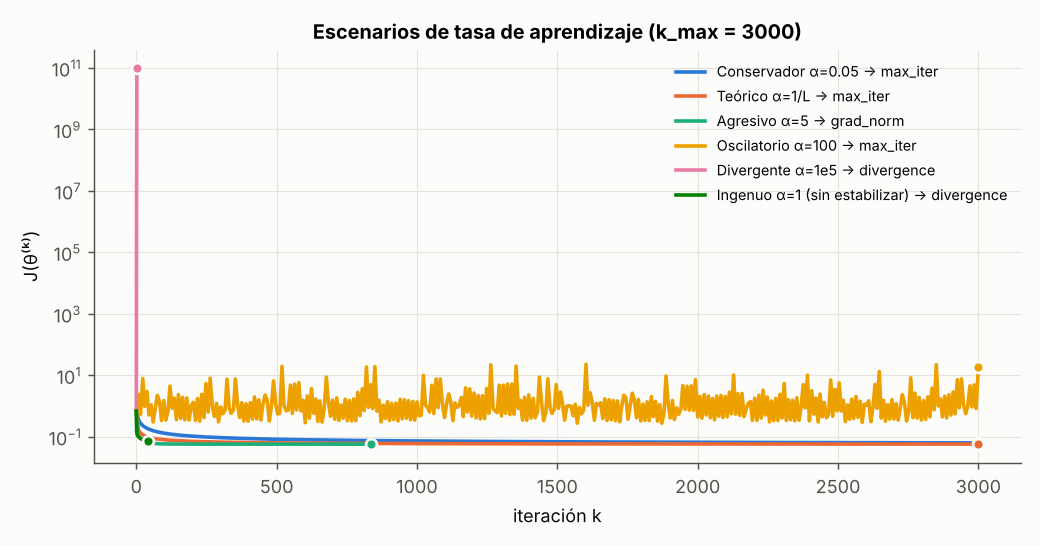 Escenarios de tasa de aprendizaje (k_max = 3000)
Conservador α=0.05 → max_iter
Teórico α=1/L → max_iter
Agresivo α=5 → grad_norm
Oscilatorio α=100 → max_iter
Divergente α=1e5 → divergence
Ingenuo α=1 (sin estabilizar) → divergence
J(θ⁽ᵏ⁾)
10¹¹
10⁹
10⁷
10⁵
10³
10¹
10⁻¹
0 500 1000 1500 2000 2500 3000
iteración k